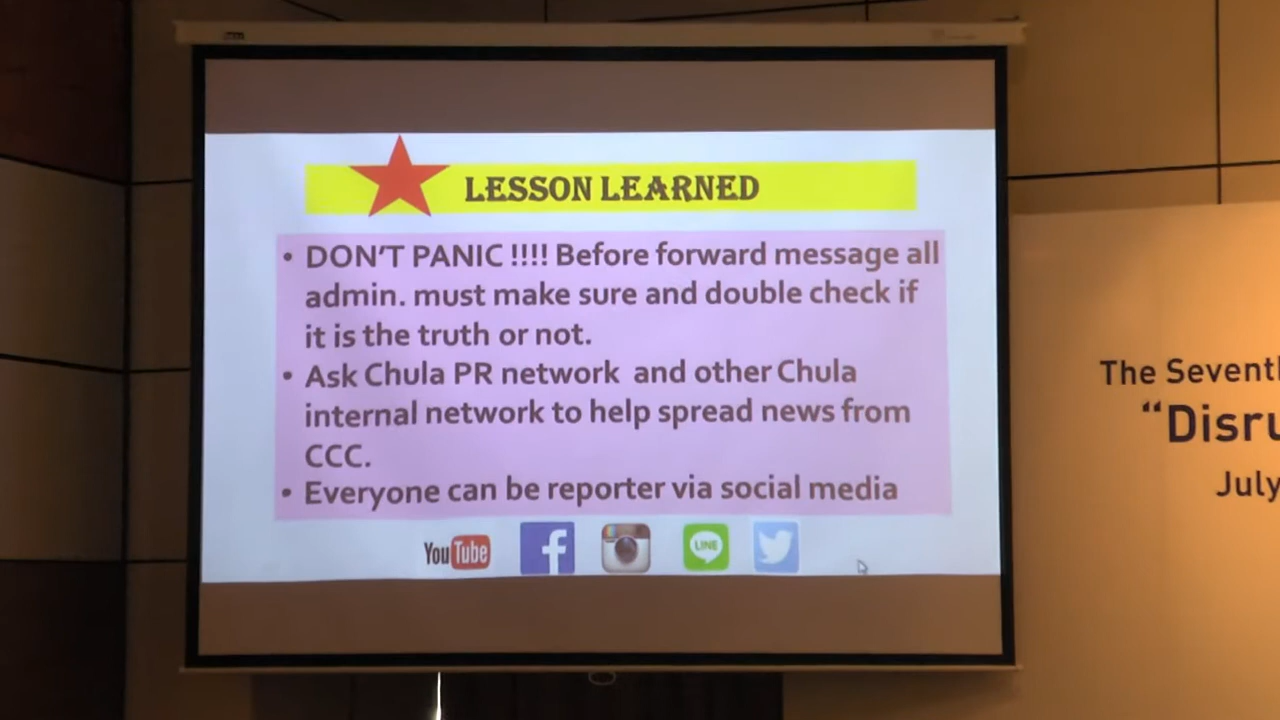 LESSON LEARNED
• DON'T PANIC !!!! Before forward message all
admin. must make sure and double check if
it is the truth or not.
• Ask Chula PR network and other Chula
internal network to help spread news from
CCC.
• Everyone can be reporter via social media
YouTube
LINE
The
July